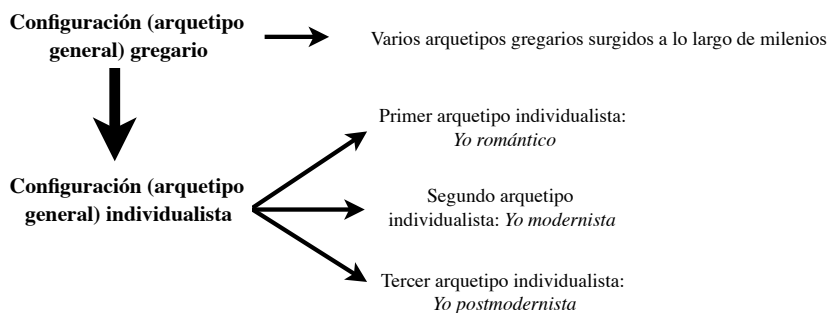 Configuración (arquetipo
general) gregario
Varios arquetipos gregarios surgidos a lo largo de milenios
Primer arquetipo individualista:
Yo romántico
Configuración (arquetipo
general) individualista
Segundo arquetipo
individualista: Yo modernista
Tercer arquetipo individualista:
Yo postmodernista